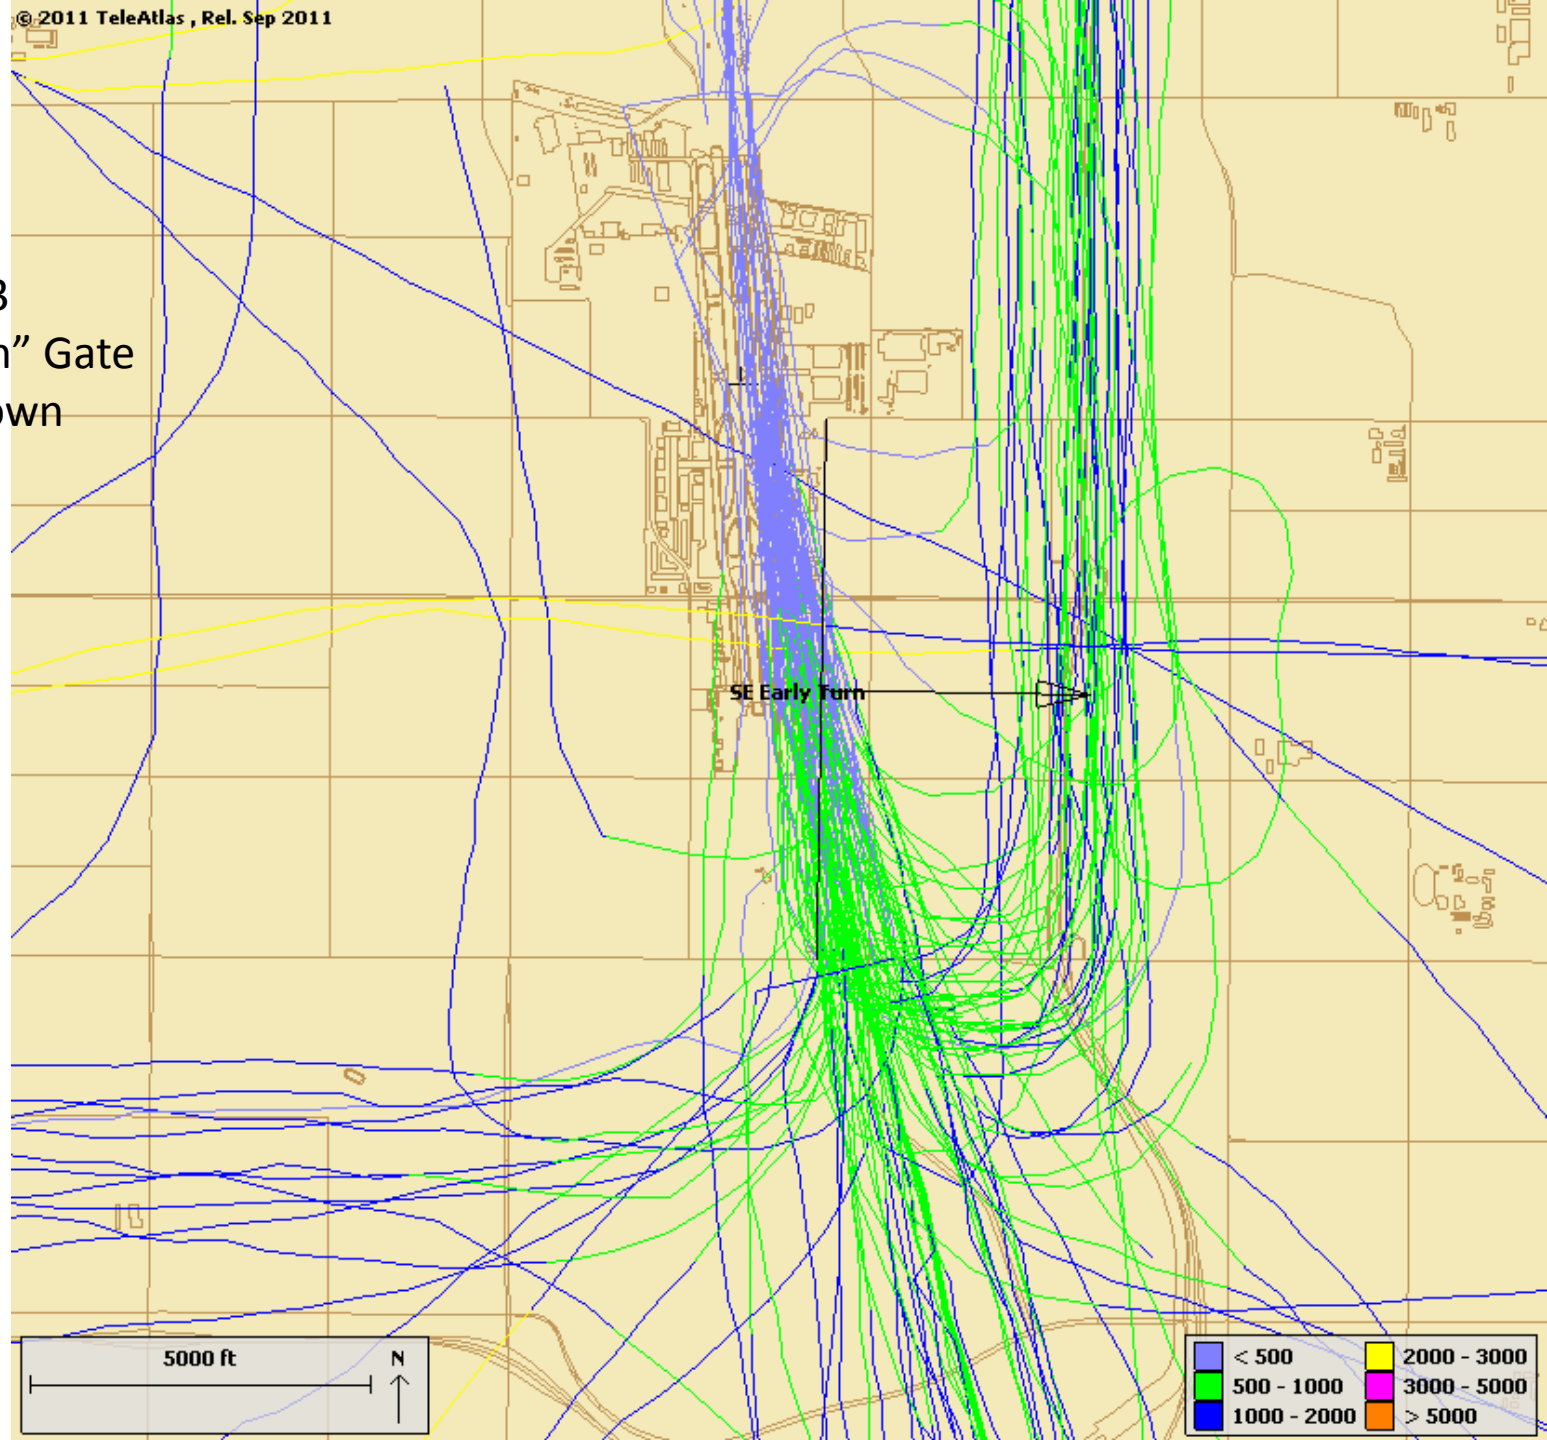 © 2011 TeleAtlas , Rel. Sep 2011
” Gate
own
SE Early Turn
5000 ft
N
< 500
500 - 1000
1000 - 2000
2000 - 3000
3000 - 5000
> 5000